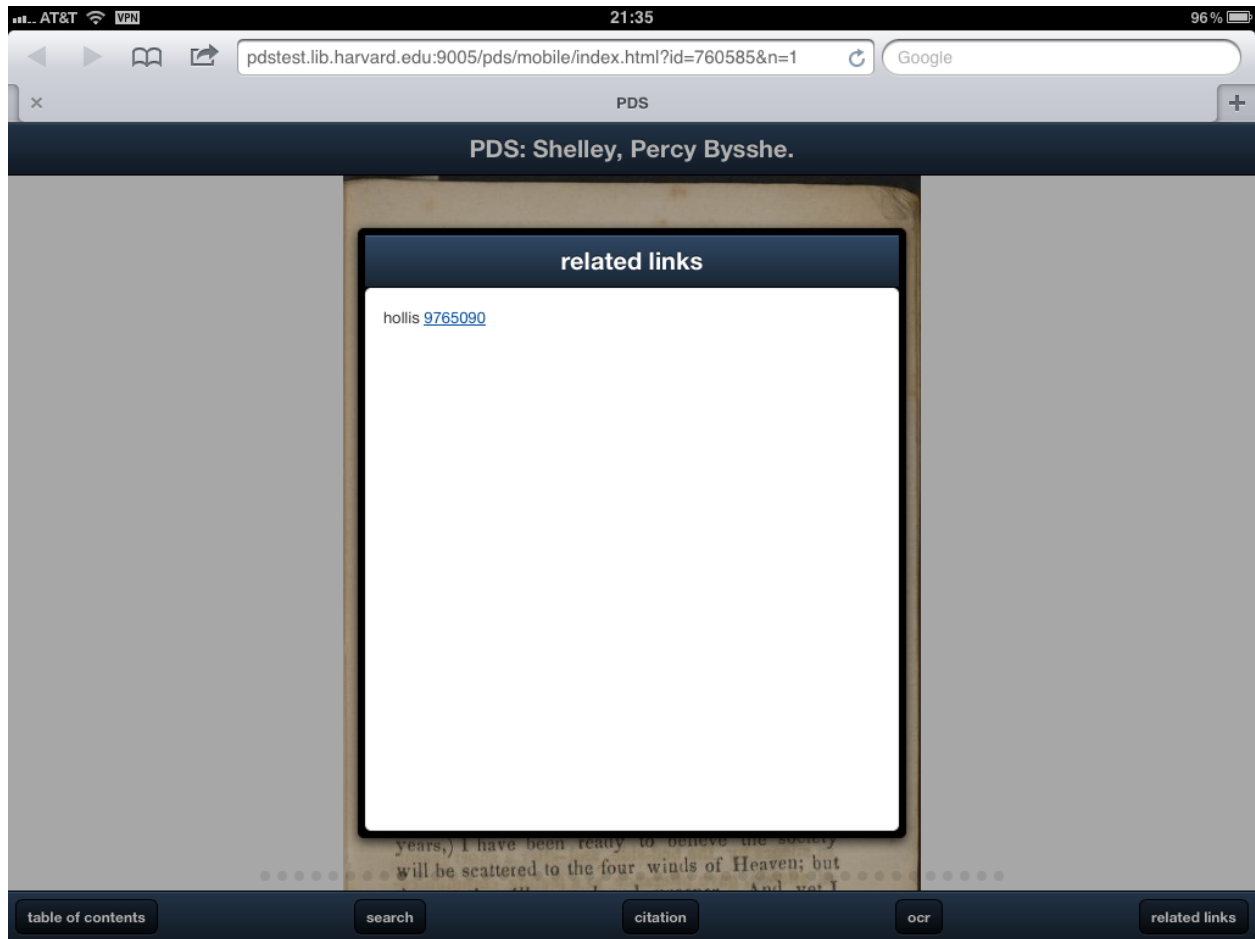 AT&T VPN 21:35 96%
pdstest.lib.harvard.edu:9005/pds/mobile/index.html?id=760585&n=1 Google
PDS
PDS: Shelley, Percy Bysshe.
related links
hollis 9765090
years,) I have been ready to believe the society
will be scattered to the four winds of Heaven; but
And yet I
table of contents search citation ocr related links